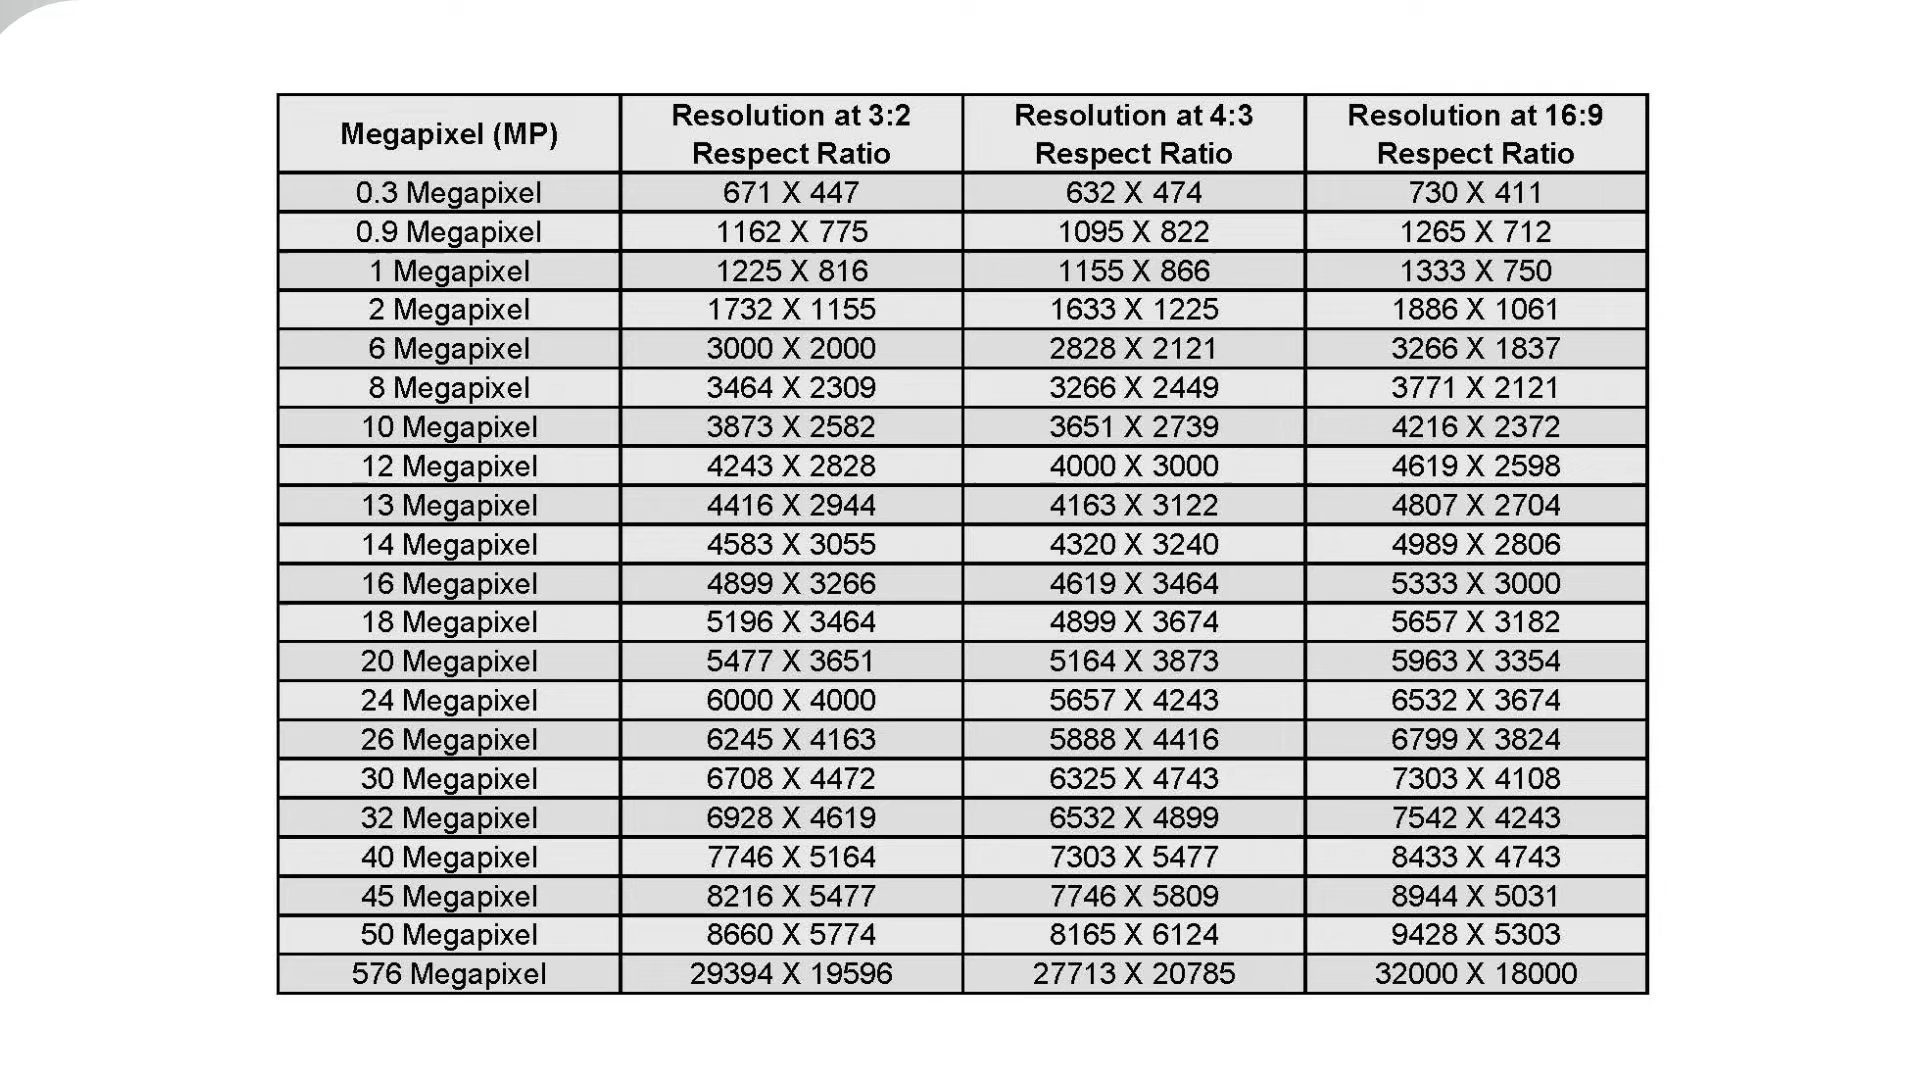 Megapixel (MP) Resolution at 3:2 Respect Ratio Resolution at 4:3 Respect Ratio Resolution at 16:9 Respect Ratio
0.3 Megapixel 671 X 447 632 X 474 730 X 411
0.9 Megapixel 1162 X 775 1095 X 822 1265 X 712
1 Megapixel 1225 X 816 1155 X 866 1333 X 750
2 Megapixel 1732 X 1155 1633 X 1225 1886 X 1061
6 Megapixel 3000 X 2000 2828 X 2121 3266 X 1837
8 Megapixel 3464 X 2309 3266 X 2449 3771 X 2121
10 Megapixel 3873 X 2582 3651 X 2739 4216 X 2372
12 Megapixel 4243 X 2828 4000 X 3000 4619 X 2598
13 Megapixel 4416 X 2944 4163 X 3122 4807 X 2704
14 Megapixel 4583 X 3055 4320 X 3240 4989 X 2806
16 Megapixel 4899 X 3266 4619 X 3464 5333 X 3000
18 Megapixel 5196 X 3464 4899 X 3674 5657 X 3182
20 Megapixel 5477 X 3651 5164 X 3873 5963 X 3354
24 Megapixel 6000 X 4000 5657 X 4243 6532 X 3674
26 Megapixel 6245 X 4163 5888 X 4416 6799 X 3824
30 Megapixel 6708 X 4472 6325 X 4743 7303 X 4108
32 Megapixel 6928 X 4619 6532 X 4899 7542 X 4243
40 Megapixel 7746 X 5164 7303 X 5477 8433 X 4743
45 Megapixel 8216 X 5477 7746 X 5809 8944 X 5031
50 Megapixel 8660 X 5774 8165 X 6124 9428 X 5303
576 Megapixel 29394 X 19596 27713 X 20785 32000 X 18000